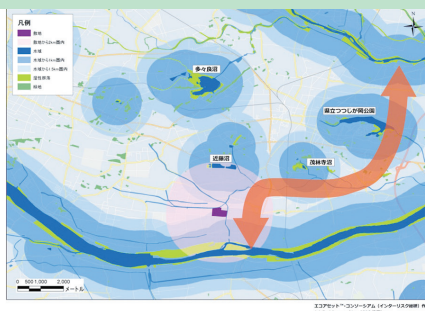 凡例
敷地
敷地から2km圏内
水域
水域から1km圏内
水域から1.5km圏内
湿性草原
樹林
N
多々良沼
県立つつじが岡公園
近藤沼
茂林寺沼
0 500 1,000 2,000
メートル
エコアセット™・コンソーシアム（インターリスク総研）作